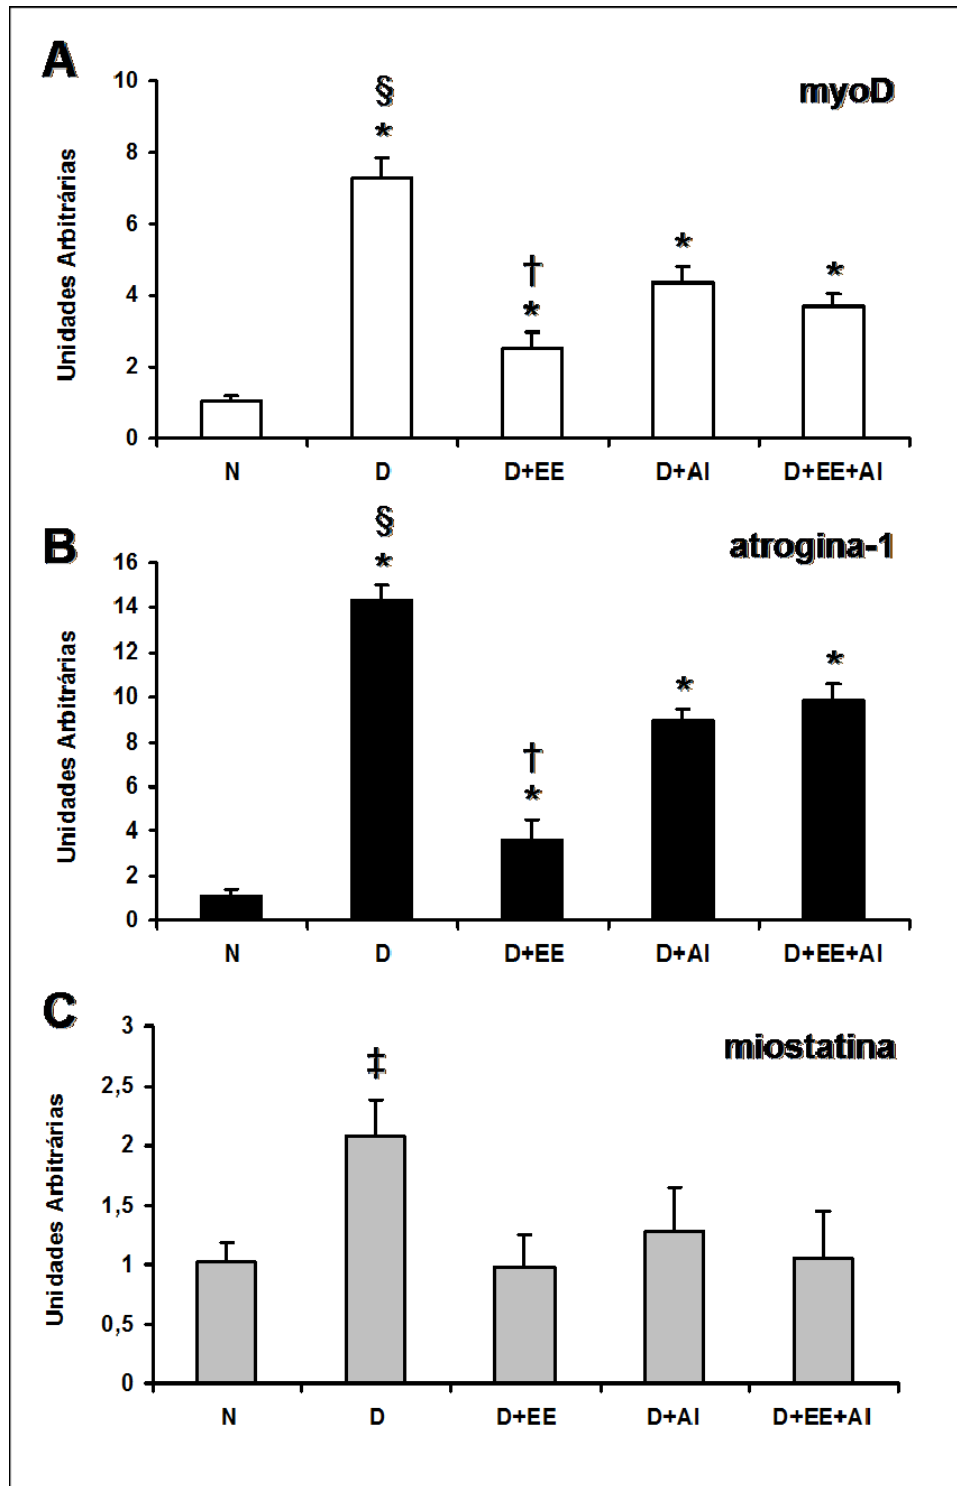 A
myoD
Unidades Arbitrárias
10
8
6
4
2
0
§
*
†
*
*
*
N D D+EE D+AI D+EE+AI
B
atrogina-1
Unidades Arbitrárias
16
14
12
10
8
6
4
2
0
§
*
†
*
*
*
N D D+EE D+AI D+EE+AI
C
miostatina
Unidades Arbitrárias
3
2,5
2
1,5
1
0,5
0
‡
N D D+EE D+AI D+EE+AI